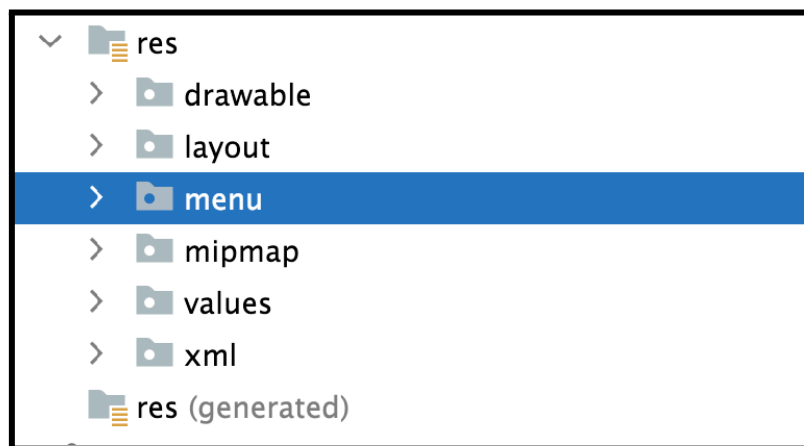 res
drawable
layout
menu
mipmap
values
xml
res (generated)